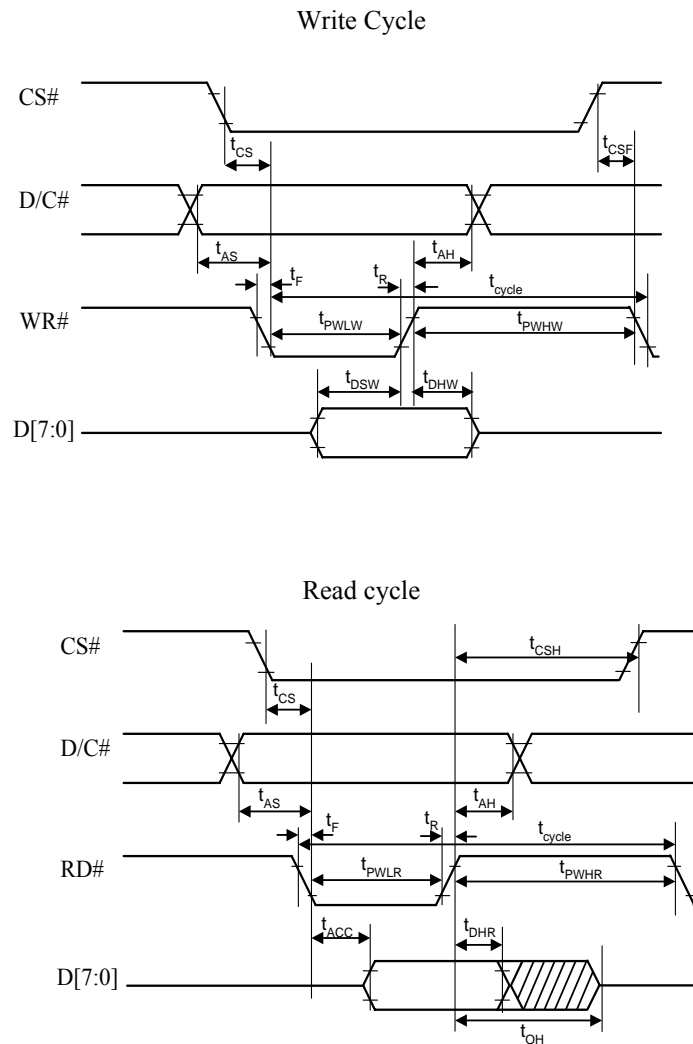 Write Cycle
CS#
tCS
tCSF
D/C#
tAS
tAH
tF
tR
tcycle
WR#
tPWLW
tPWHW
tDSW
tDHW
D[7:0]
Read cycle
CS#
tCSH
tCS
D/C#
tAS
tAH
tF
tR
tcycle
RD#
tPWLR
tPWHR
tACC
tDHR
D[7:0]
tOH